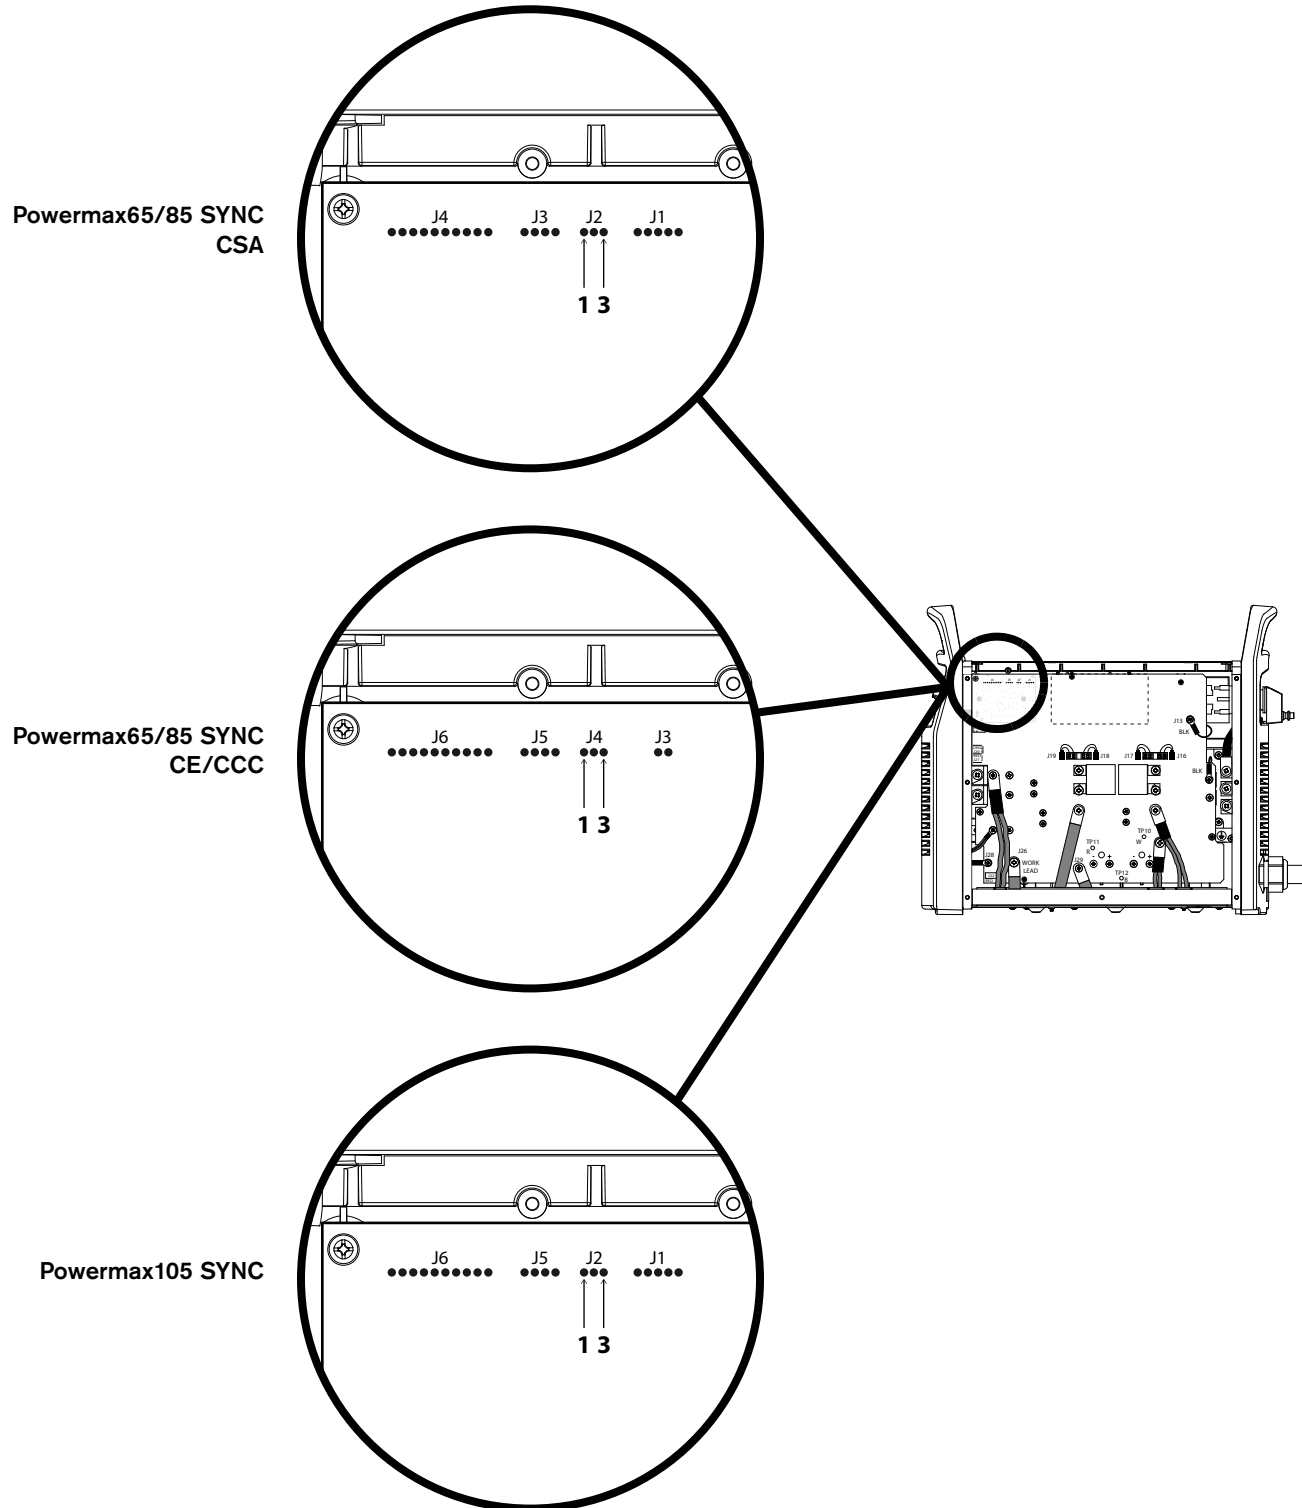 Powermax65/85 SYNC
CSA
J4 J3 J2 J1
1 3
Powermax65/85 SYNC
CE/CCC
J6 J5 J4 J3
1 3
J13
BLK
J19 J18 J17 J16
BLK
TP10
W
TP11
R
J28 J26
WORK
LEAD
J29
- + - +
TP12
B
Powermax105 SYNC
J6 J5 J2 J1
1 3